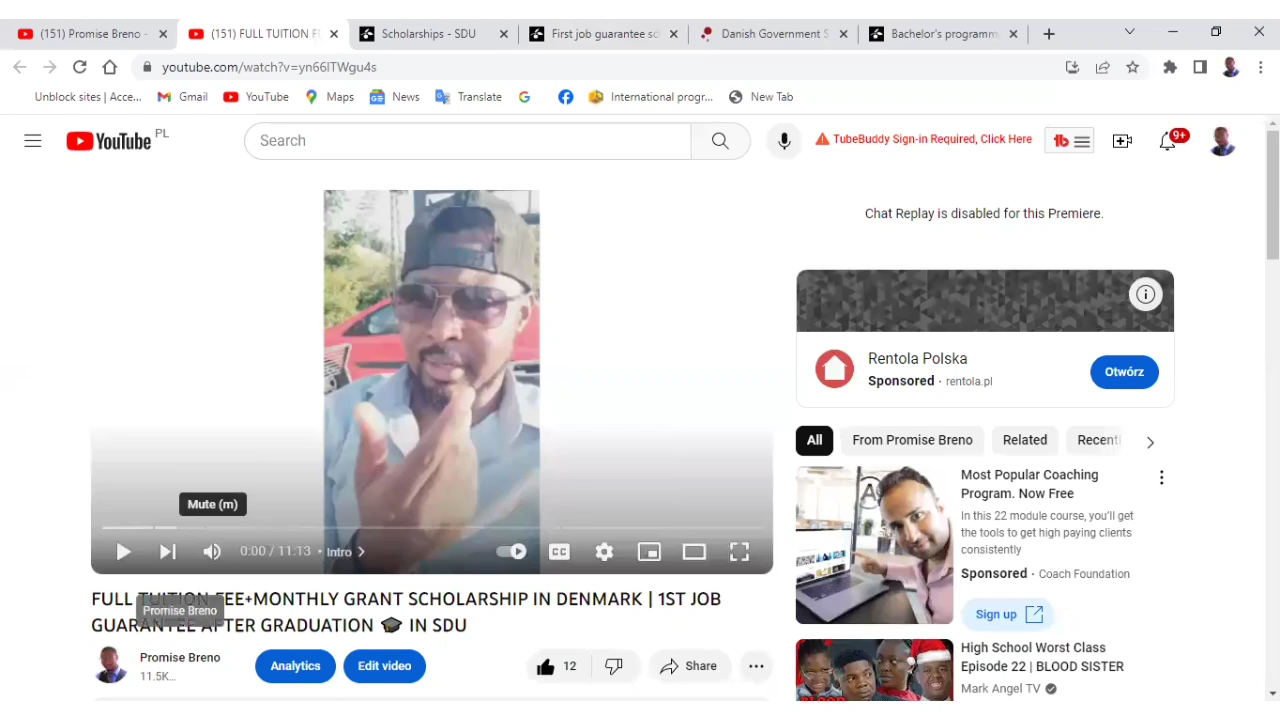 (151) Promise Breno -
(151) FULL TUITION F
Scholarships - SDU
First job guarantee sc
Danish Government S
Bachelor's programm
youtube.com/watch?v=yn66lTWgu4s
Unblock sites | Acce...
Gmail
YouTube
Maps
News
Translate
International progr...
New Tab
YouTube PL
Search
TubeBuddy Sign-in Required, Click Here
tb
9+
Chat Replay is disabled for this Premiere.
Rentola Polska
Sponsored · rentola.pl
Otwórz
All
From Promise Breno
Related
Recentl
Mute (m)
0:00 / 11:13 • Intro
CC
FULL TUITION FEE+MONTHLY GRANT SCHOLARSHIP IN DENMARK | 1ST JOB
Promise Breno
GUARANTEE AFTER GRADUATION 🎓 IN SDU
Promise Breno
11.5K...
Analytics
Edit video
12
Share
Most Popular Coaching
Program. Now Free
In this 22 module course, you'll get
the tools to get high paying clients
consistently
Sponsored · Coach Foundation
Sign up
High School Worst Class
Episode 22 | BLOOD SISTER
Mark Angel TV
BLOOD